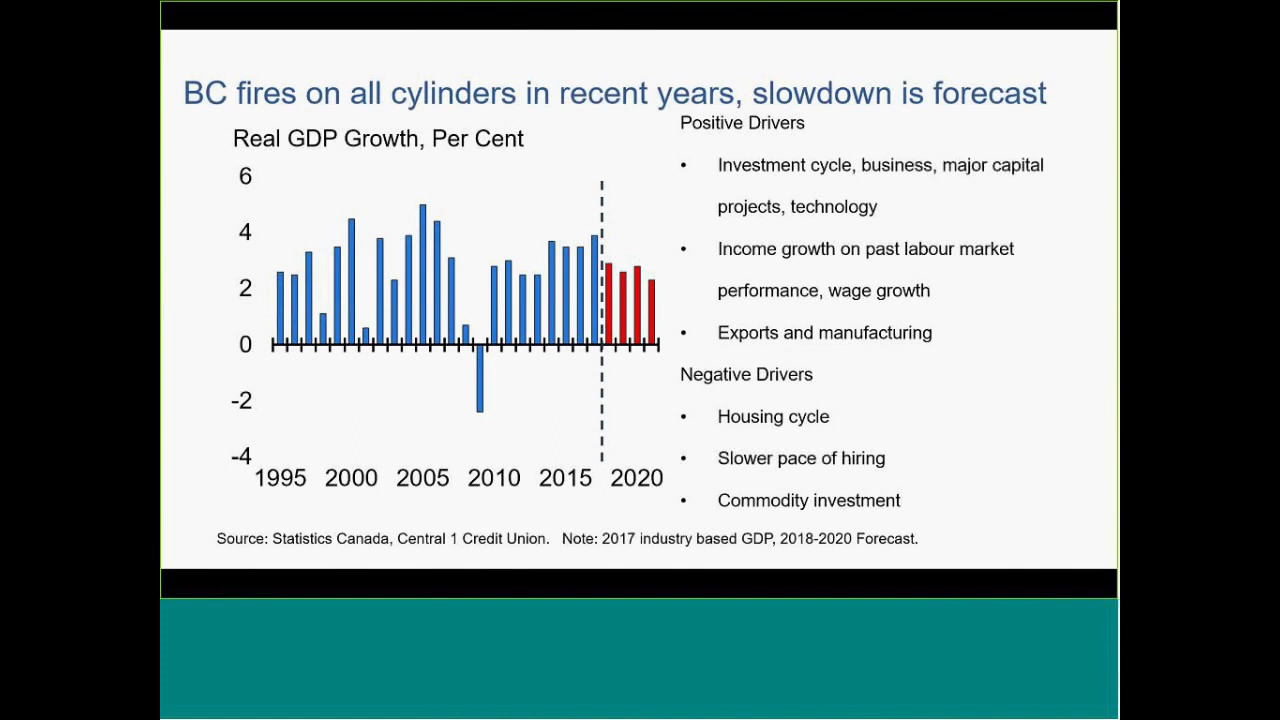 BC fires on all cylinders in recent years, slowdown is forecast
Real GDP Growth, Per Cent
6
4
2
0
-2
-4
1995 2000 2005 2010 2015 2020
Positive Drivers
• Investment cycle, business, major capital
projects, technology
• Income growth on past labour market
performance, wage growth
• Exports and manufacturing
Negative Drivers
• Housing cycle
• Slower pace of hiring
• Commodity investment
Source: Statistics Canada, Central 1 Credit Union. Note: 2017 industry based GDP, 2018-2020 Forecast.